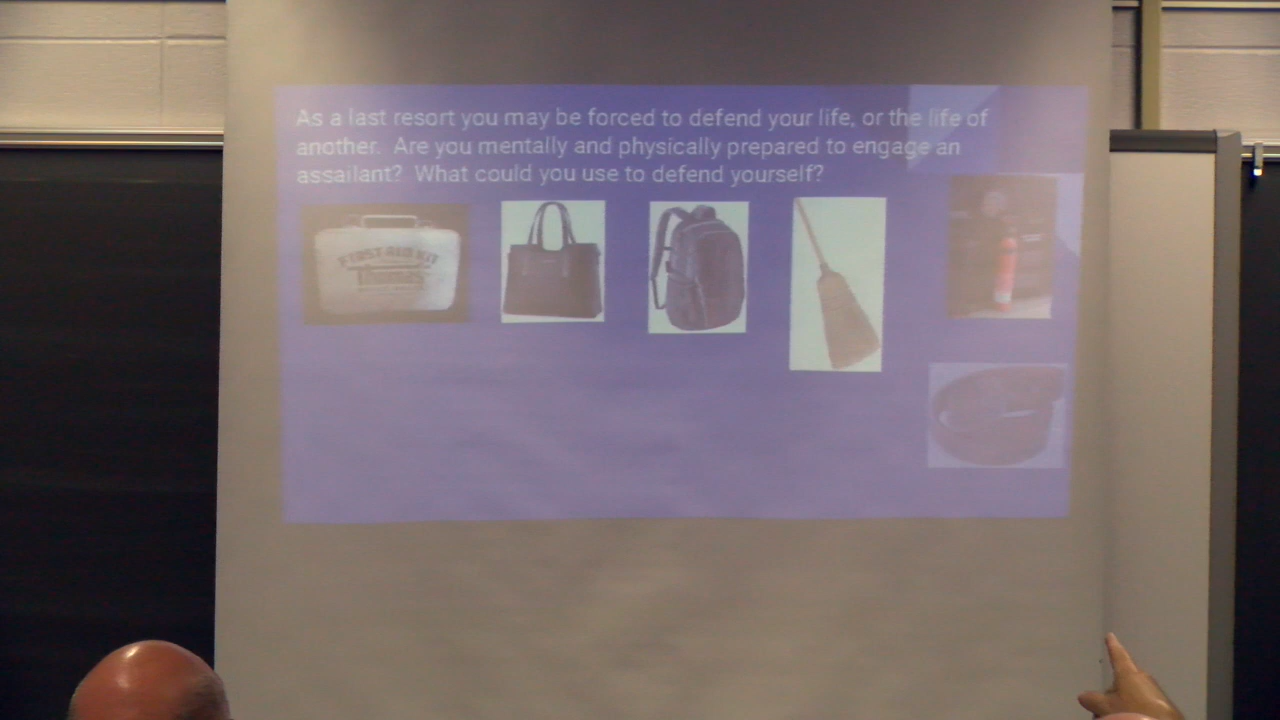 As a last resort you may be forced to defend your life, or the life of
another. Are you mentally and physically prepared to engage an
assailant? What could you use to defend yourself?
FIRST AID KIT